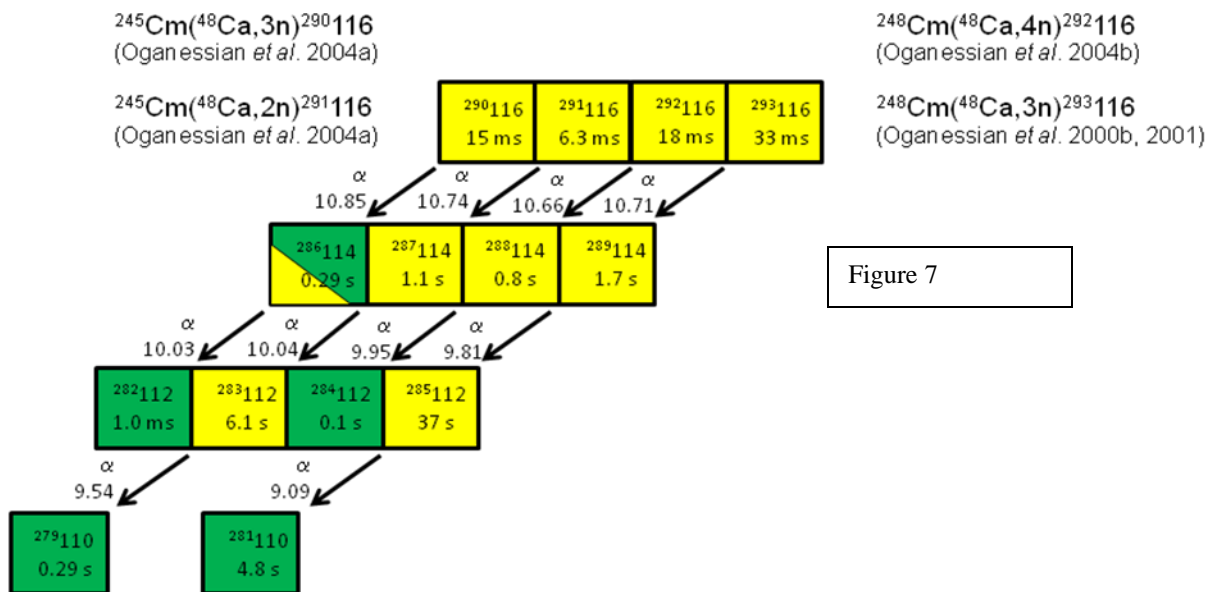 ²⁴⁵Cm(⁴⁸Ca,3n)²⁹⁰116
(Oganessian et al. 2004a)
²⁴⁵Cm(⁴⁸Ca,2n)²⁹¹116
(Oganessian et al. 2004a)
²⁴⁸Cm(⁴⁸Ca,4n)²⁹²116
(Oganessian et al. 2004b)
²⁴⁸Cm(⁴⁸Ca,3n)²⁹³116
(Oganessian et al. 2000b, 2001)
²⁹⁰116 ²⁹¹116 ²⁹²116 ²⁹³116
15 ms 6.3 ms 18 ms 33 ms
α α α α
10.85 10.74 10.66 10.71
²⁸⁶114 ²⁸⁷114 ²⁸⁸114 ²⁸⁹114
0.29 s 1.1 s 0.8 s 1.7 s
Figure 7
α α α α
10.03 10.04 9.95 9.81
²⁸²112 ²⁸³112 ²⁸⁴112 ²⁸⁵112
1.0 ms 6.1 s 0.1 s 37 s
α α
9.54 9.09
²⁷⁹110 ²⁸¹110
0.29 s 4.8 s